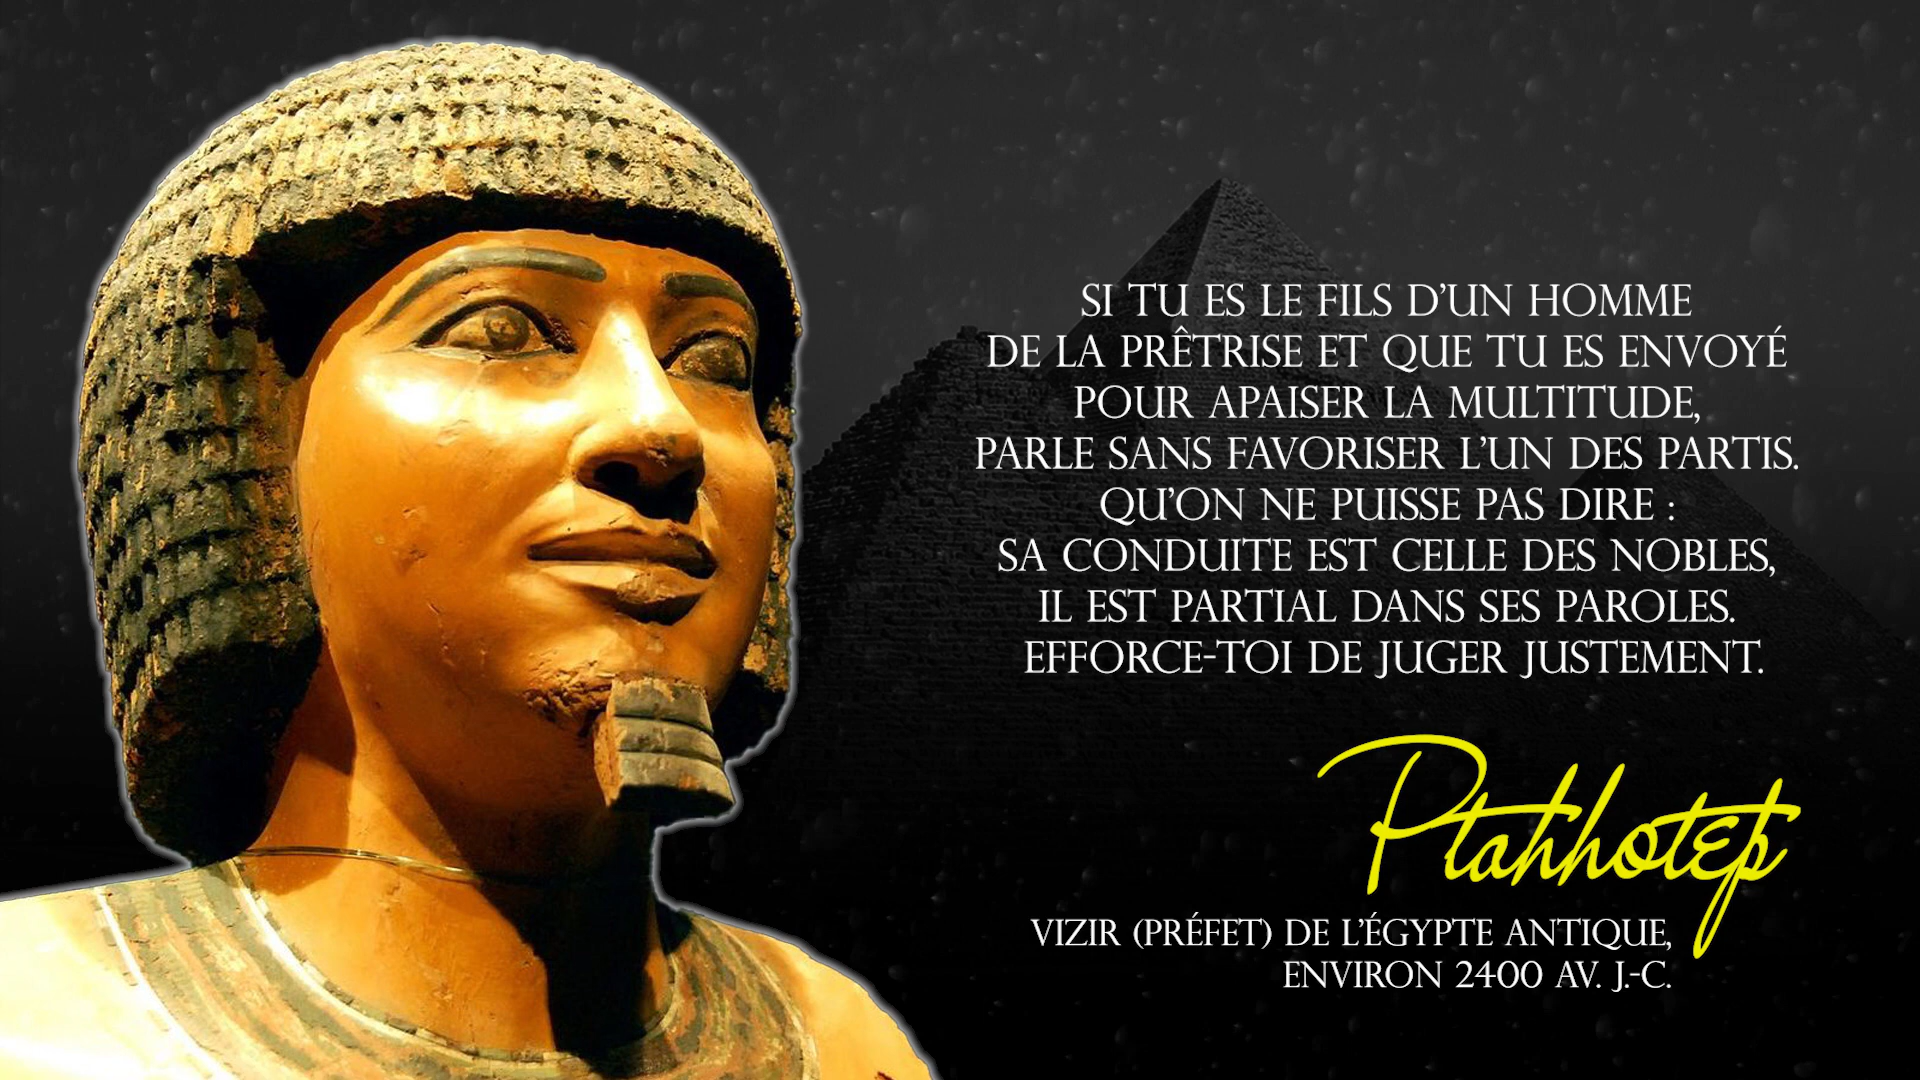 SI TU ES LE FILS D’UN HOMME
DE LA PRÊTRISE ET QUE TU ES ENVOYÉ
POUR APAISER LA MULTITUDE,
PARLE SANS FAVORISER L’UN DES PARTIS.
QU’ON NE PUISSE PAS DIRE :
SA CONDUITE EST CELLE DES NOBLES,
IL EST PARTIAL DANS SES PAROLES.
EFFORCE-TOI DE JUGER JUSTEMENT.
Ptahhotep
VIZIR (PRÉFET) DE L’ÉGYPTE ANTIQUE,
ENVIRON 2400 AV. J.-C.